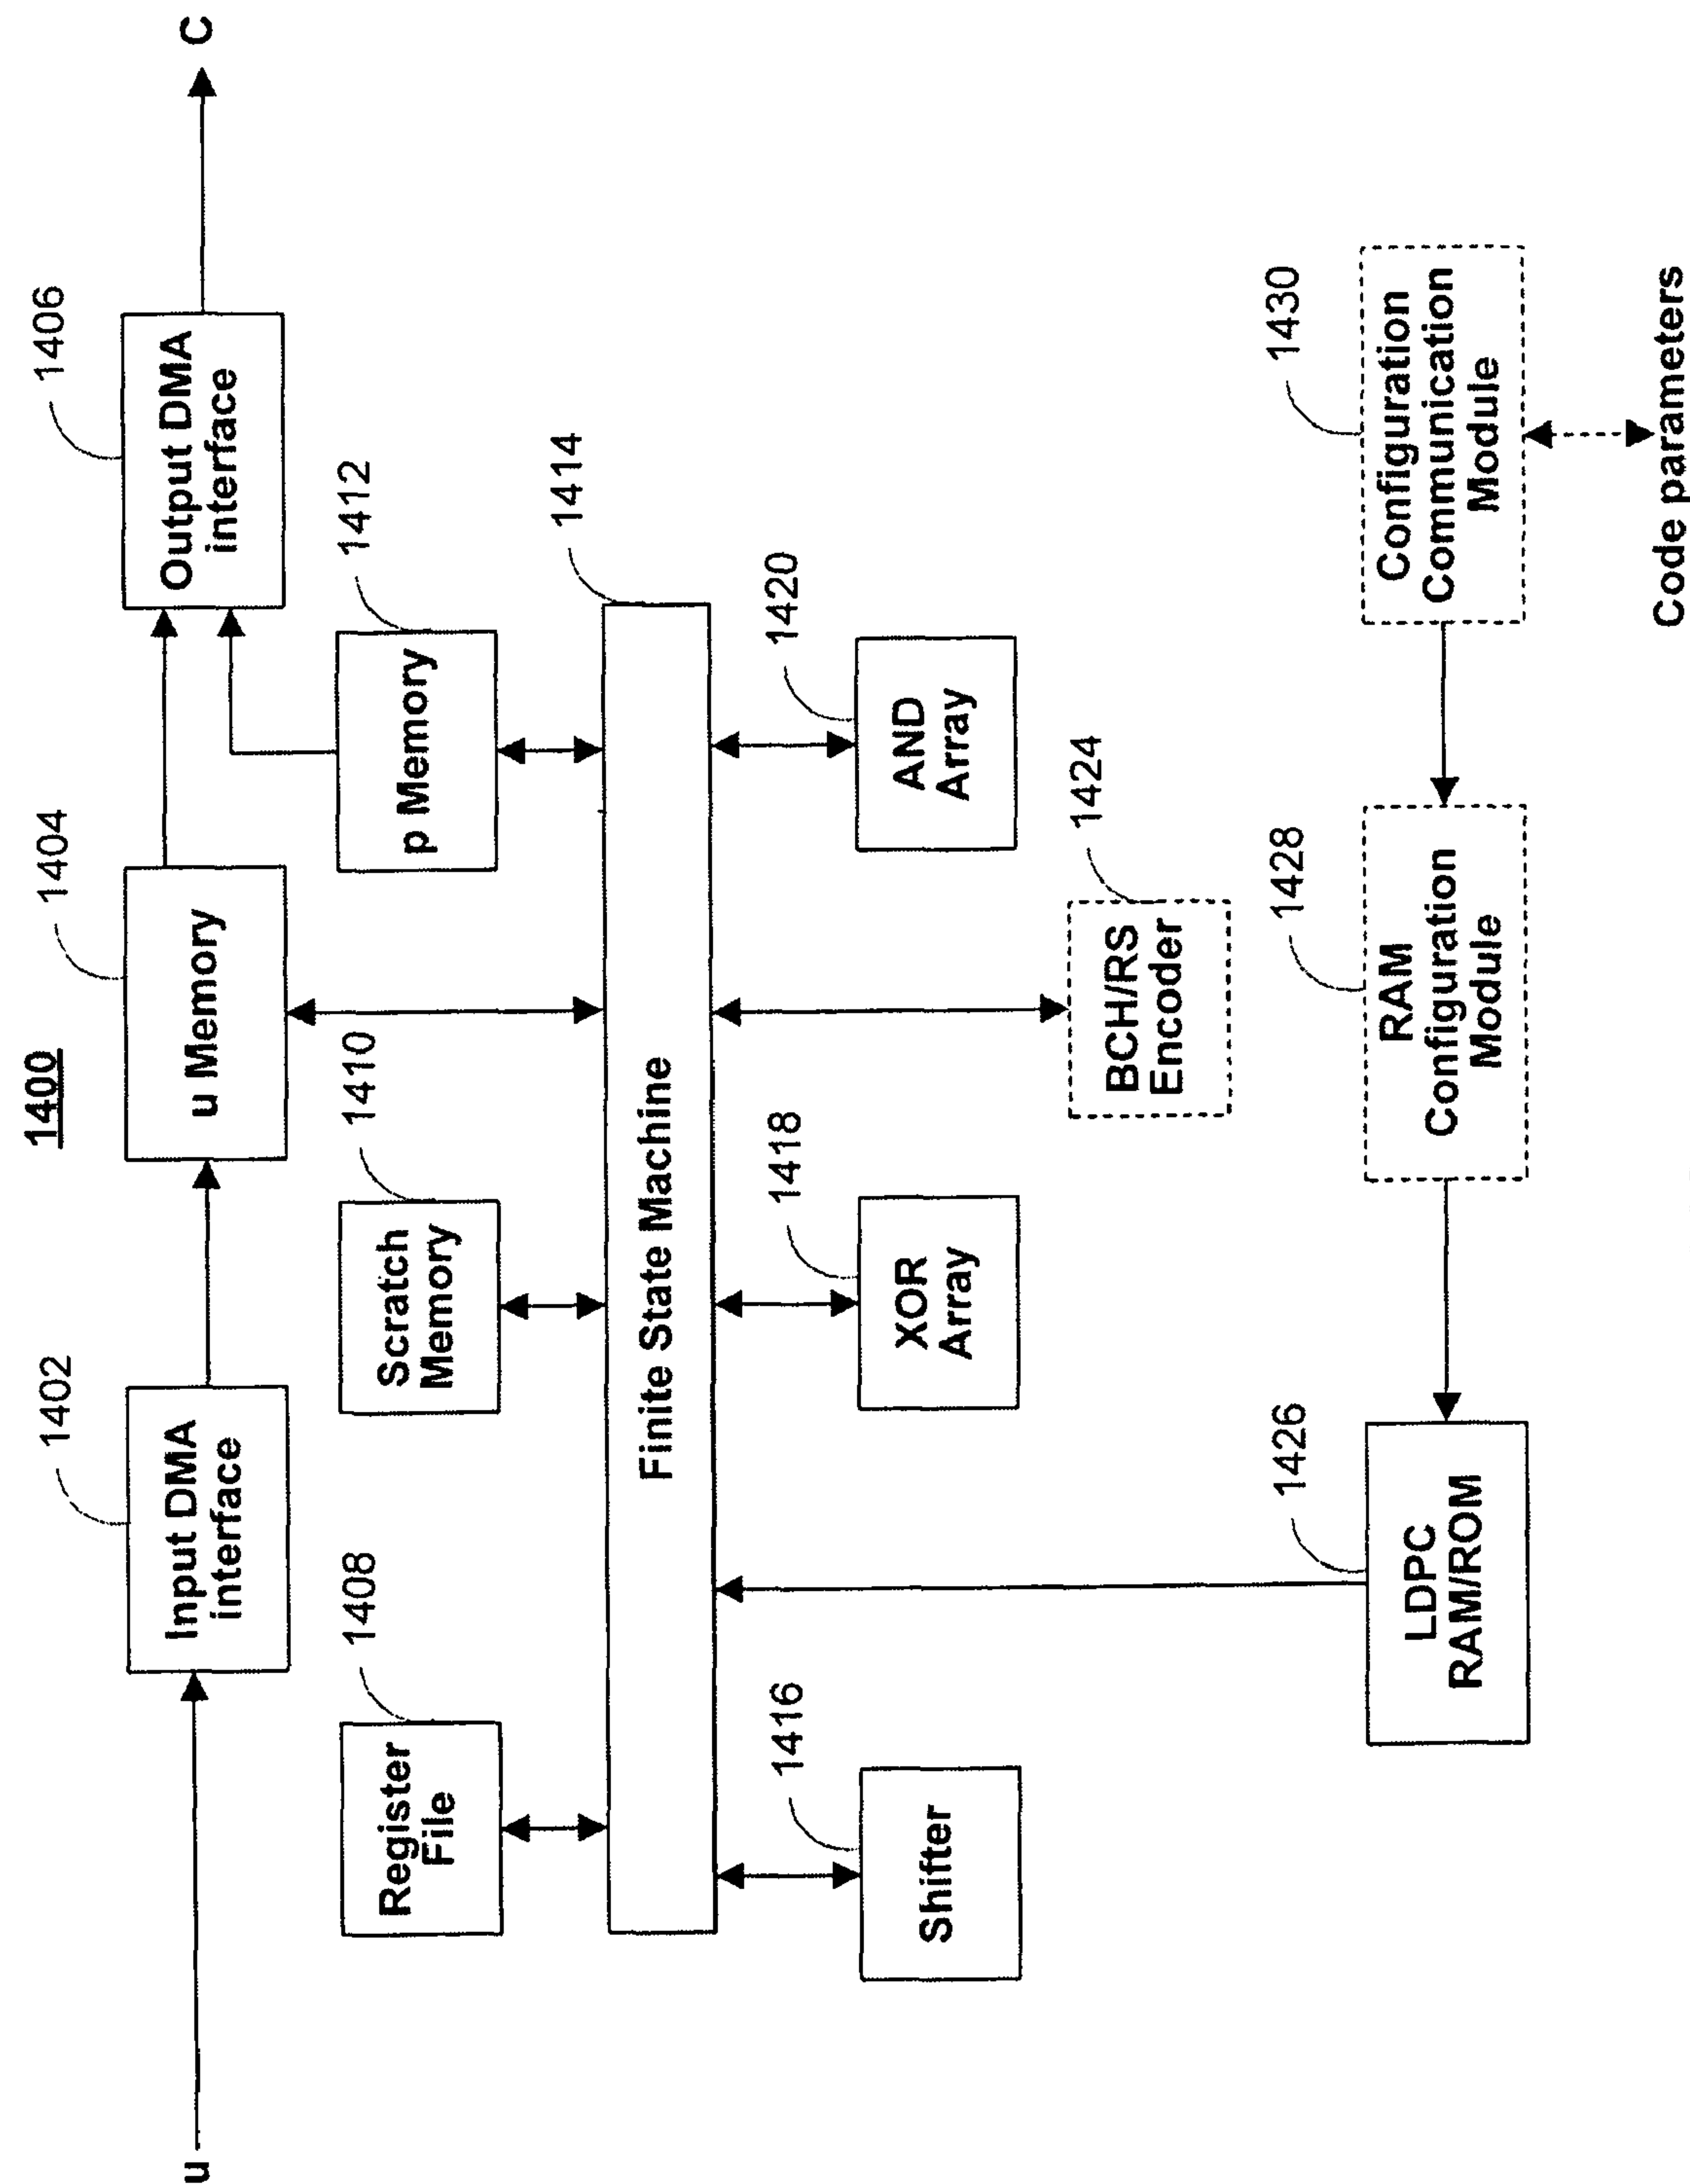 1400
u
1402
Input DMA
interface
1404
u Memory
1406
Output DMA
interface
C
1408
Register
File
1410
Scratch
Memory
1412
p Memory
1414
Finite State Machine
1416
Shifter
1418
XOR
Array
1420
AND
Array
1424
BCH/RS
Encoder
1426
LDPC
RAM/ROM
1428
RAM
Configuration
Module
1430
Configuration
Communication
Module
Code parameters